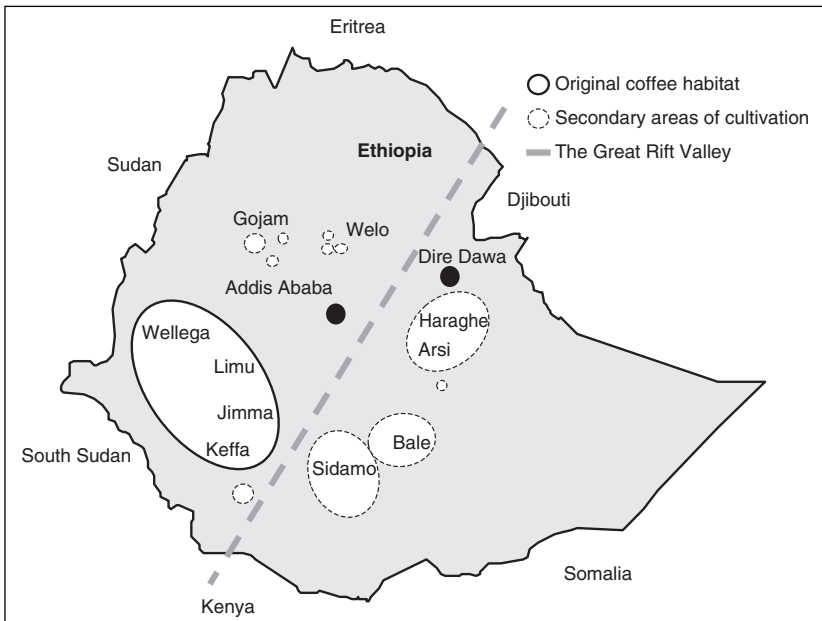 Eritrea
Original coffee habitat
Secondary areas of cultivation
The Great Rift Valley
Ethiopia
Sudan
Djibouti
Gojam
Welo
Dire Dawa
Addis Ababa
Haraghe
Arsi
Wellega
Limu
Jimma
Keffa
South Sudan
Bale
Sidamo
Somalia
Kenya